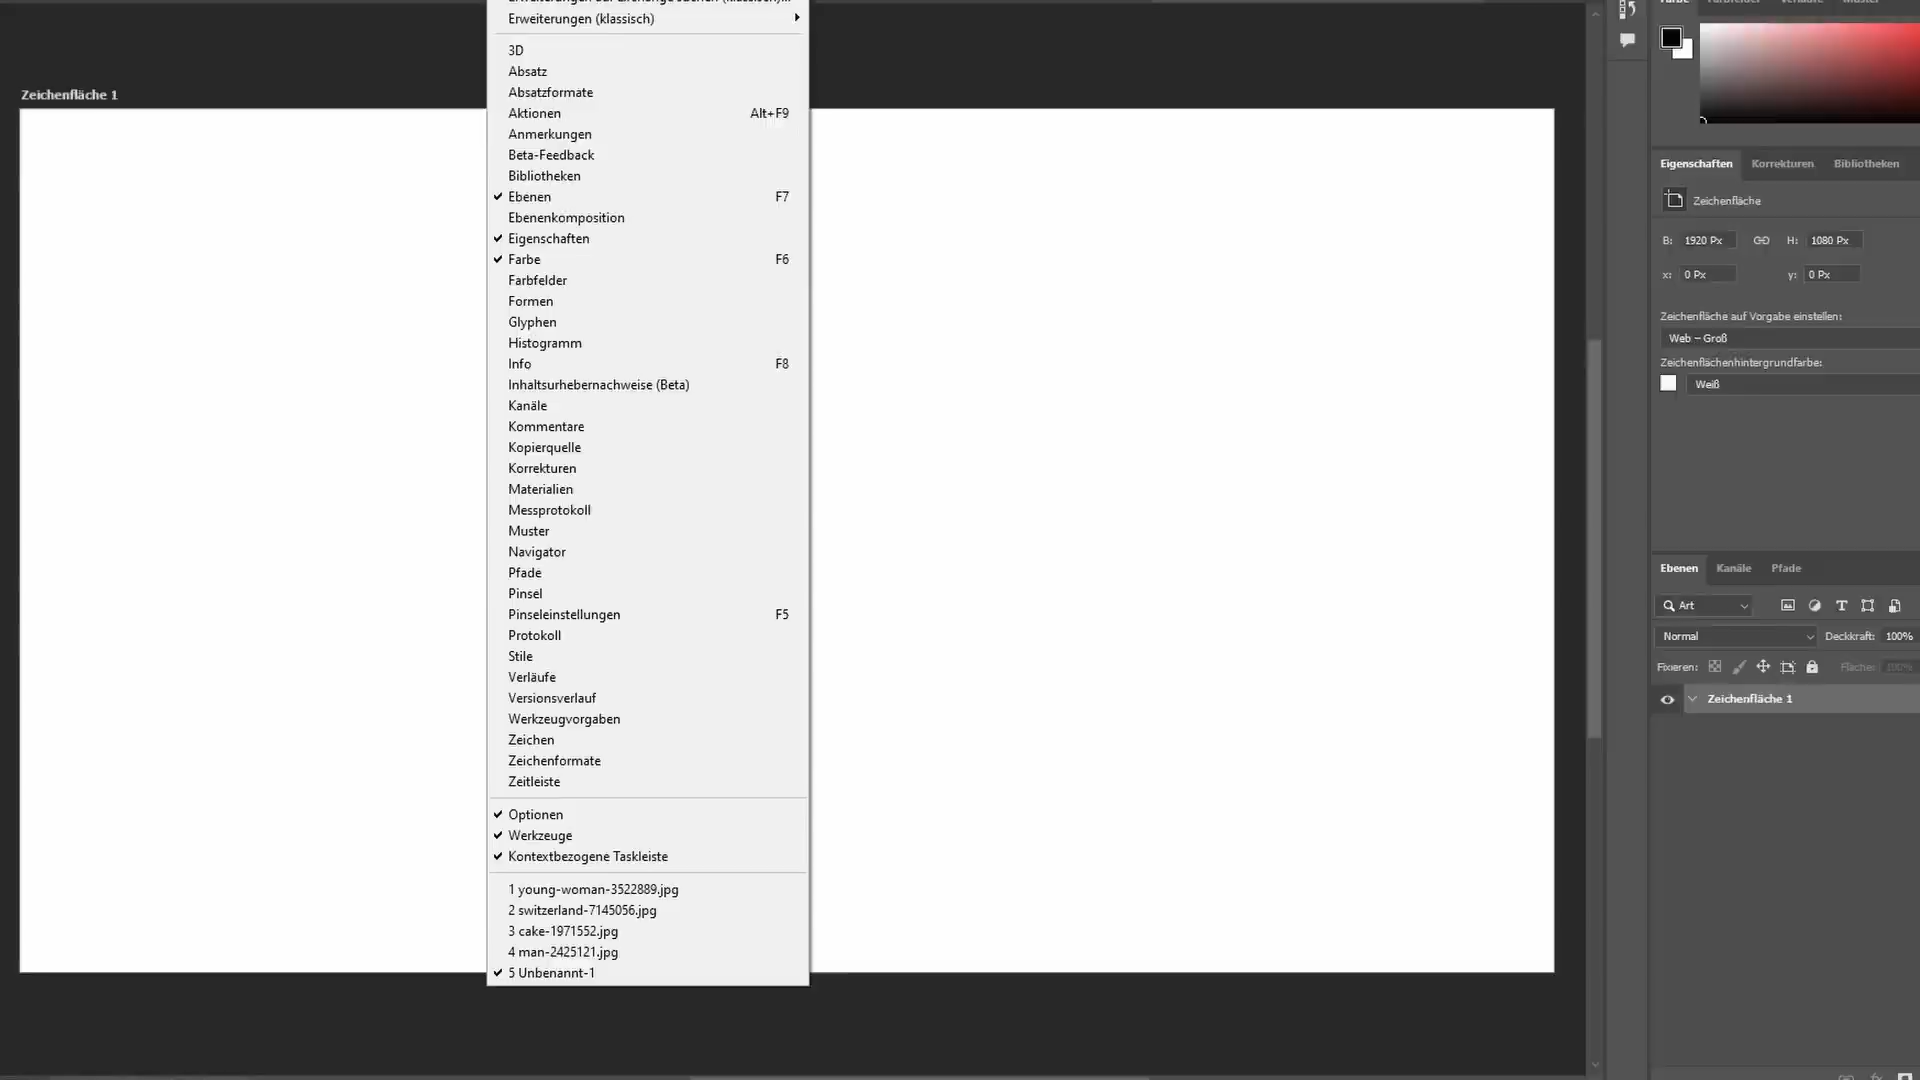 Erweiterungen (klassisch)
3D
Absatz
Absatzformate
Aktionen Alt+F9
Anmerkungen
Beta-Feedback
Bibliotheken
Ebenen F7
Ebenenkomposition
Eigenschaften
Farbe F6
Farbfelder
Formen
Glyphen
Histogramm
Info F8
Inhaltsurhebernachweise (Beta)
Kanäle
Kommentare
Kopierquelle
Korrekturen
Materialien
Messprotokoll
Muster
Navigator
Pfade
Pinsel
Pinseleinstellungen F5
Protokoll
Stile
Verläufe
Versionsverlauf
Werkzeugvorgaben
Zeichen
Zeichenformate
Zeitleiste
Optionen
Werkzeuge
Kontextbezogene Taskleiste
1 young-woman-3522889.jpg
2 switzerland-7145056.jpg
3 cake-1971552.jpg
4 man-2425121.jpg
5 Unbenannt-1
Zeichenfläche 1
Eigenschaften Korrekturen Bibliotheken
Zeichenfläche
B: 1920 Px H: 1080 Px
x: 0 Px y: 0 Px
Zeichenfläche auf Vorgabe einstellen:
Web – Groß
Zeichenflächenhintergrundfarbe:
Weiß
Ebenen Kanäle Pfade
Art
Normal Deckkraft: 100%
Fixieren: Fläche: 100%
Zeichenfläche 1